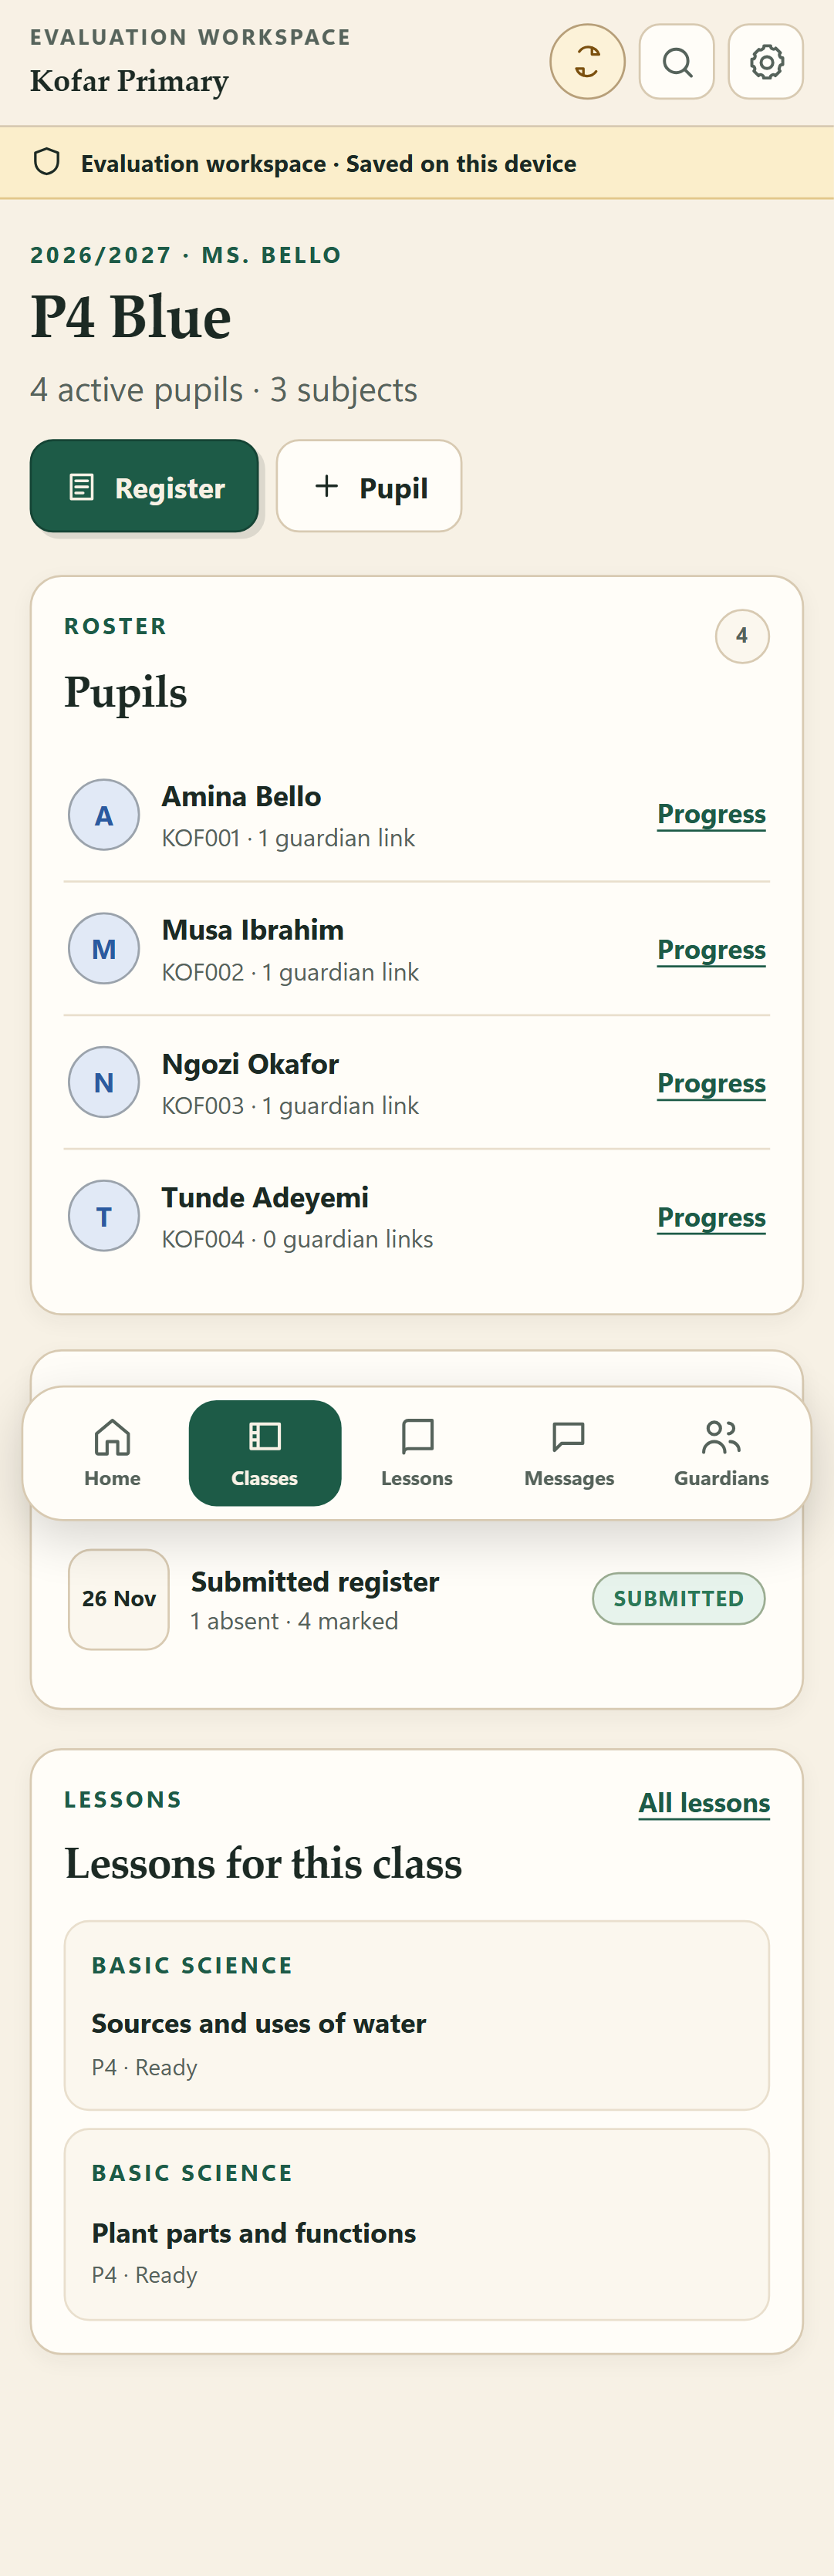 EVALUATION WORKSPACE
Kofar Primary
Evaluation workspace · Saved on this device
2026/2027 · MS. BELLO
P4 Blue
4 active pupils · 3 subjects
Register
Pupil
ROSTER
4
Pupils
A
Amina Bello
KOF001 · 1 guardian link
Progress
M
Musa Ibrahim
KOF002 · 1 guardian link
Progress
N
Ngozi Okafor
KOF003 · 1 guardian link
Progress
T
Tunde Adeyemi
KOF004 · 0 guardian links
Progress
Home
Classes
Lessons
Messages
Guardians
26 Nov
Submitted register
1 absent · 4 marked
SUBMITTED
LESSONS
All lessons
Lessons for this class
BASIC SCIENCE
Sources and uses of water
P4 · Ready
BASIC SCIENCE
Plant parts and functions
P4 · Ready